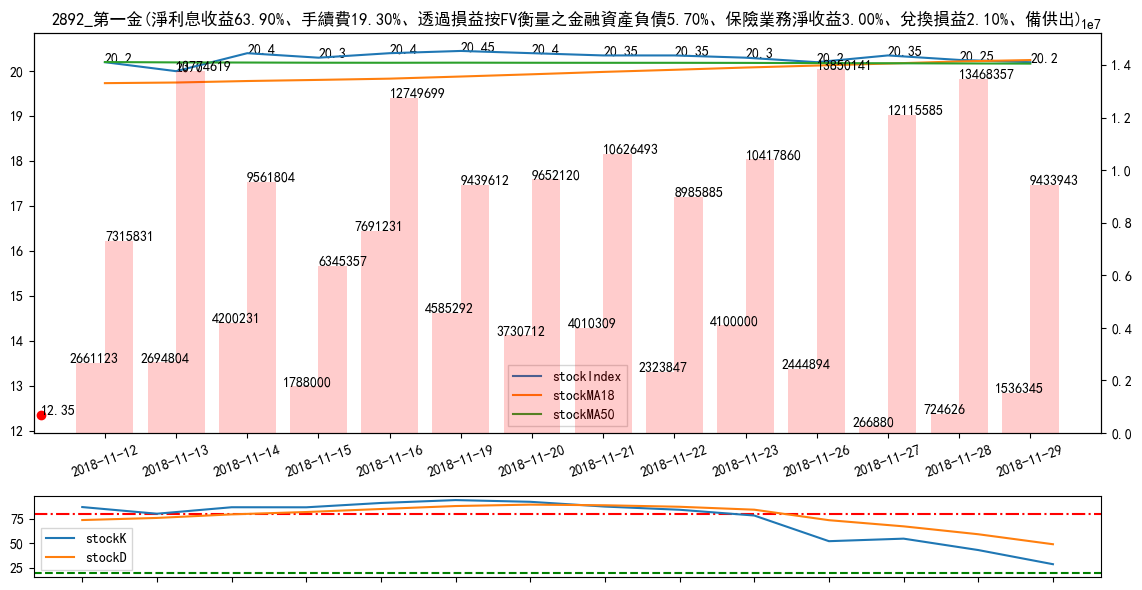 2892_第一金(淨利息收益63.90%、手續費19.30%、透過損益按FV衡量之金融資產負債5.70%、保險業務淨收益3.00%、兌換損益2.10%、備供出)
1e7
20.2 20.4 20.3 20.4 20.45 20.4 20.35 20.35 20.3 20.2 20.35 20.25 20.2
20 1.4
13850141
12749699 13468357
19 12115585 1.2
10626493 10417860
18 9561804 9439612 9652120 8985885 9433943 1.0
17
7315831 7691231 0.8
16
6345357
15 0.6
4200231 4585292 3730712 4010309 4100000
14 0.4
2661123 2694804 1788000 2323847 2444894 1536345
13 0.2
12.35 266880 724626
12 0.0
stockIndex
stockMA18
stockMA50
2018-11-12 2018-11-13 2018-11-14 2018-11-15 2018-11-16 2018-11-19 2018-11-20 2018-11-21 2018-11-22 2018-11-23 2018-11-26 2018-11-27 2018-11-28 2018-11-29
75
50
25
stockK
stockD